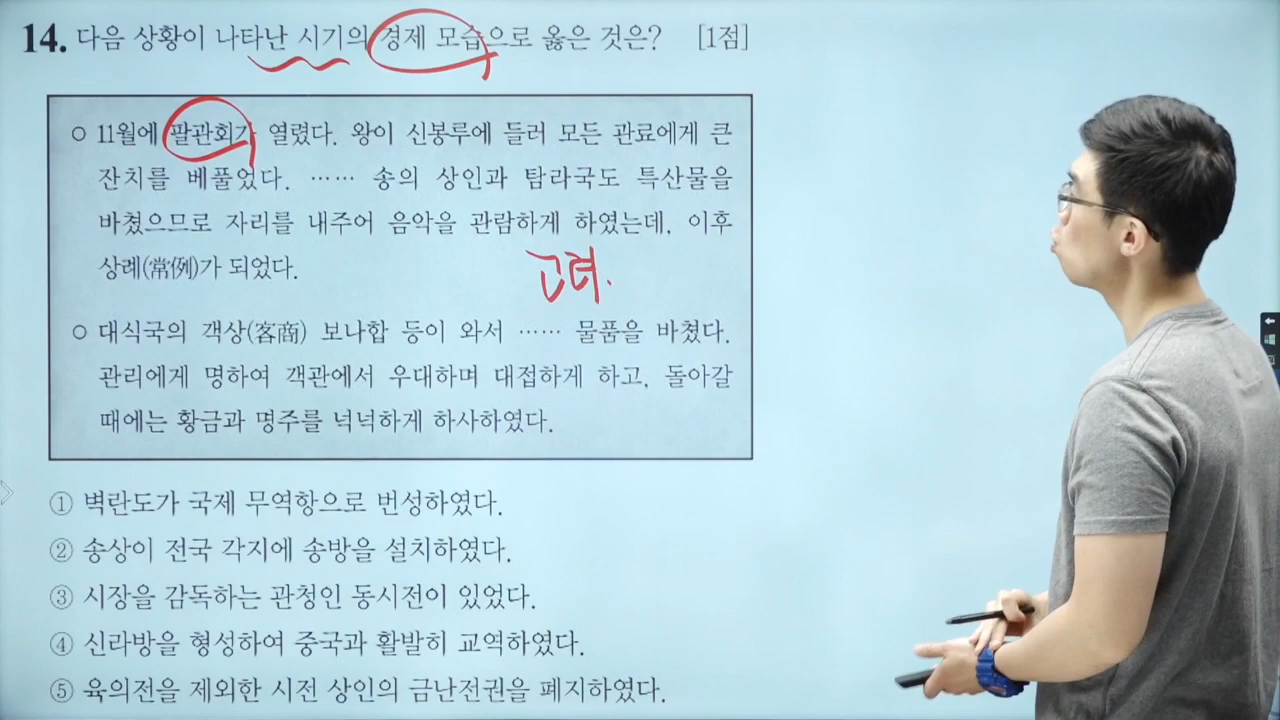 14. 다음 상황이 나타난 시기의 경제 모습으로 옳은 것은? [1점]
○ 11월에 팔관회가 열렸다. 왕이 신봉루에 들러 모든 관료에게 큰
잔치를 베풀었다. …… 송의 상인과 탐라국도 특산물을
바쳤으므로 자리를 내주어 음악을 관람하게 하였는데, 이후
상례(常例)가 되었다.
고려.
○ 대식국의 객상(客商) 보나합 등이 와서 …… 물품을 바쳤다.
관리에게 명하여 객관에서 우대하며 대접하게 하고, 돌아갈
때에는 황금과 명주를 넉넉하게 하사하였다.
① 벽란도가 국제 무역항으로 번성하였다.
② 송상이 전국 각지에 송방을 설치하였다.
③ 시장을 감독하는 관청인 동시전이 있었다.
④ 신라방을 형성하여 중국과 활발히 교역하였다.
⑤ 육의전을 제외한 시전 상인의 금난전권을 폐지하였다.